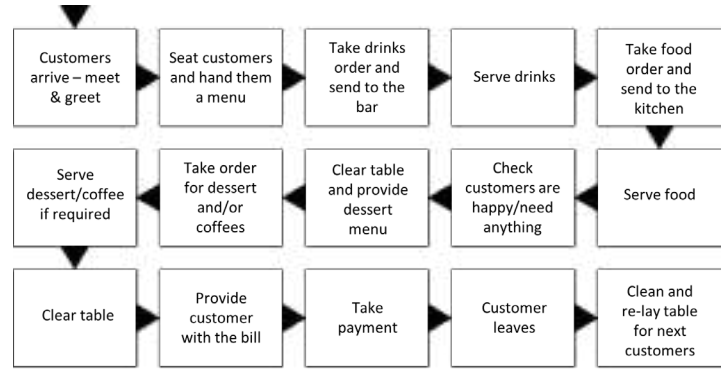 Customers
arrive – meet
& greet
Seat customers
and hand them
a menu
Take drinks
order and
send to the
bar
Serve drinks
Take food
order and
send to the
kitchen
Serve
dessert/coffee
if required
Take order
for dessert
and/or
coffees
Clear table
and provide
dessert
menu
Check
customers are
happy/need
anything
Serve food
Clear table
Provide
customer
with the bill
Take
payment
Customer
leaves
Clean and
re-lay table
for next
customers